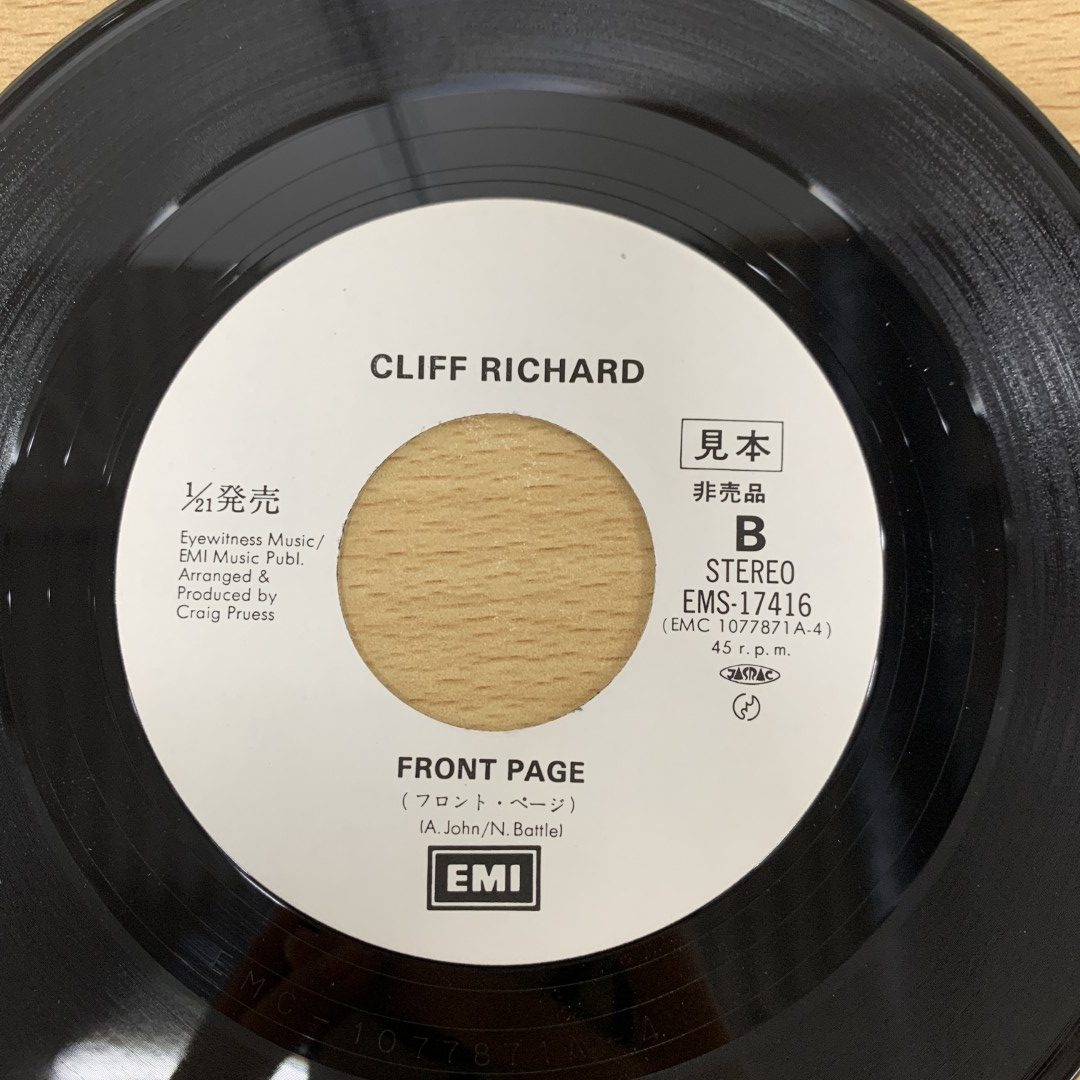 CLIFF RICHARD
1/21発売
Eyewitness Music/
EMI Music Publ.
Arranged &
Produced by
Craig Pruess
見本
非売品
B
STEREO
EMS-17416
(EMC 1077871A-4)
45 r.p.m.
JASRAC
FRONT PAGE
(フロント・ページ)
(A. John/N. Battle)
EMI
EMC-1077871A